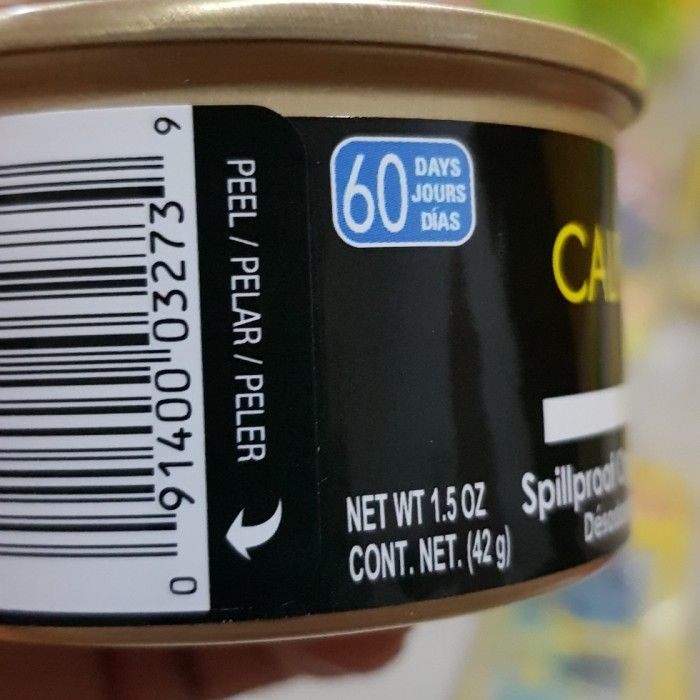 0 91400 03273 9
PEEL / PELAR / PELER
60
DAYS
JOURS
DÍAS
NET WT 1.5 OZ
CONT. NET. (42 g)
Spillproof